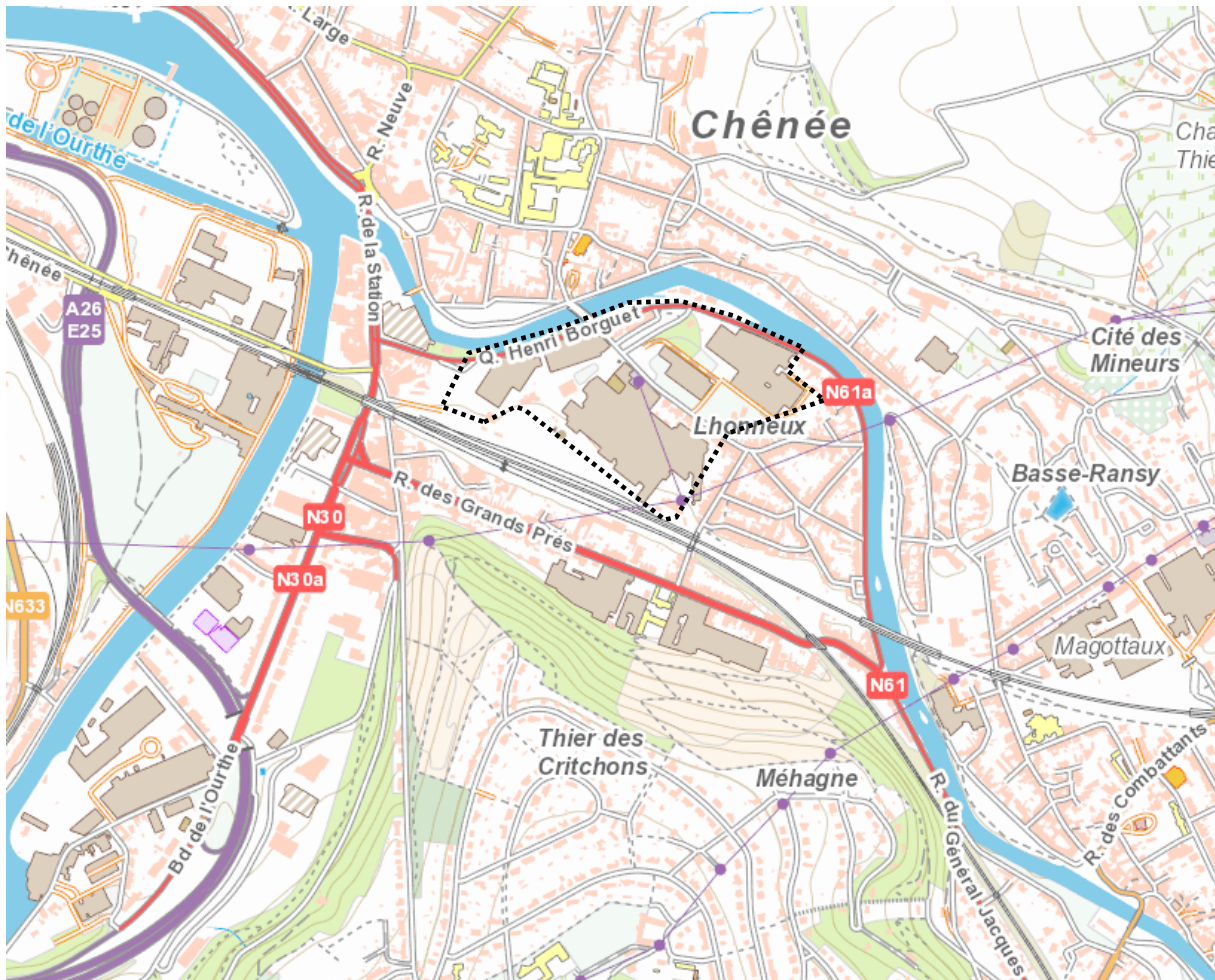 Large
R. Neuve
Chênée
Cha
Thie
de l'Ourthe
R. de la Station
Chênée
A26
E25
Q. Henri Borguet
Cité des
Mineurs
N61a
Lhonneux
Basse-Ransy
R. des Grands Prés
N30
N30a
N633
Magottaux
N61
Thier des
Critchons
Méhagne
R. des Combattants
Bd. de l'Ourthe
R. du Général Jacques